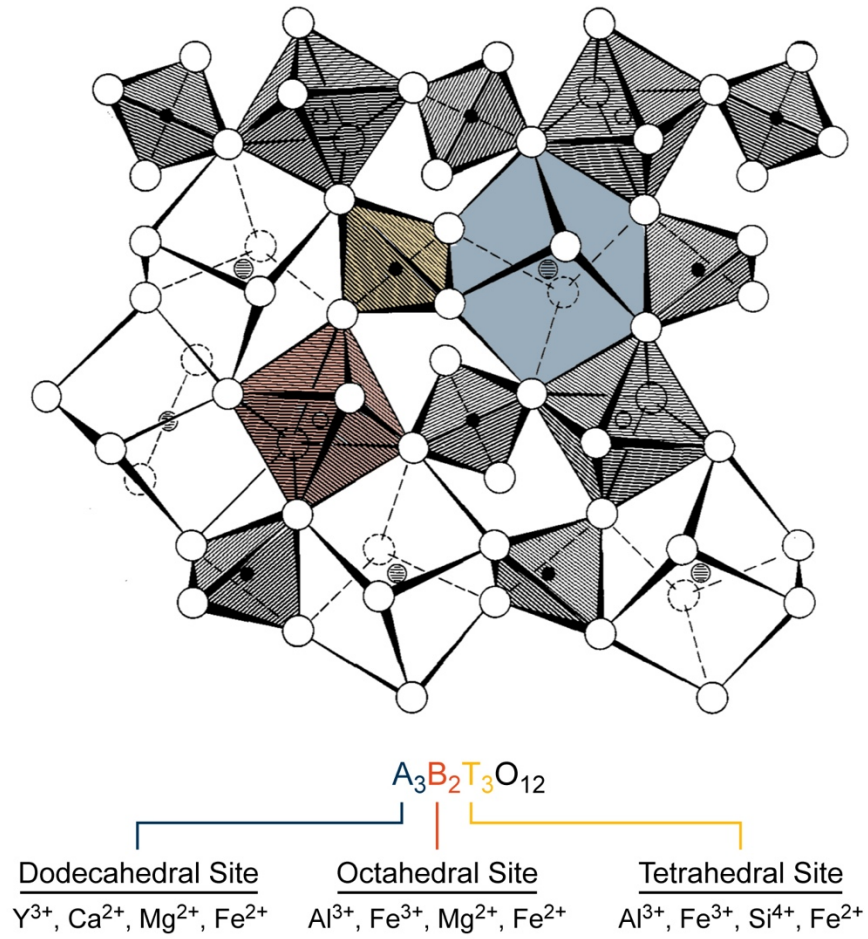 A₃B₂T₃O₁₂
Dodecahedral Site Octahedral Site Tetrahedral Site
Y³⁺, Ca²⁺, Mg²⁺, Fe²⁺ Al³⁺, Fe³⁺, Mg²⁺, Fe²⁺ Al³⁺, Fe³⁺, Si⁴⁺, Fe²⁺